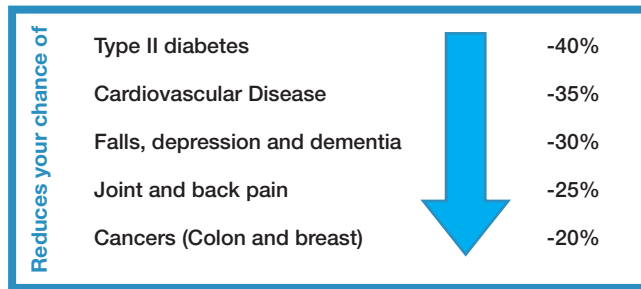 Reduces your chance of
Type II diabetes -40%
Cardiovascular Disease -35%
Falls, depression and dementia -30%
Joint and back pain -25%
Cancers (Colon and breast) -20%